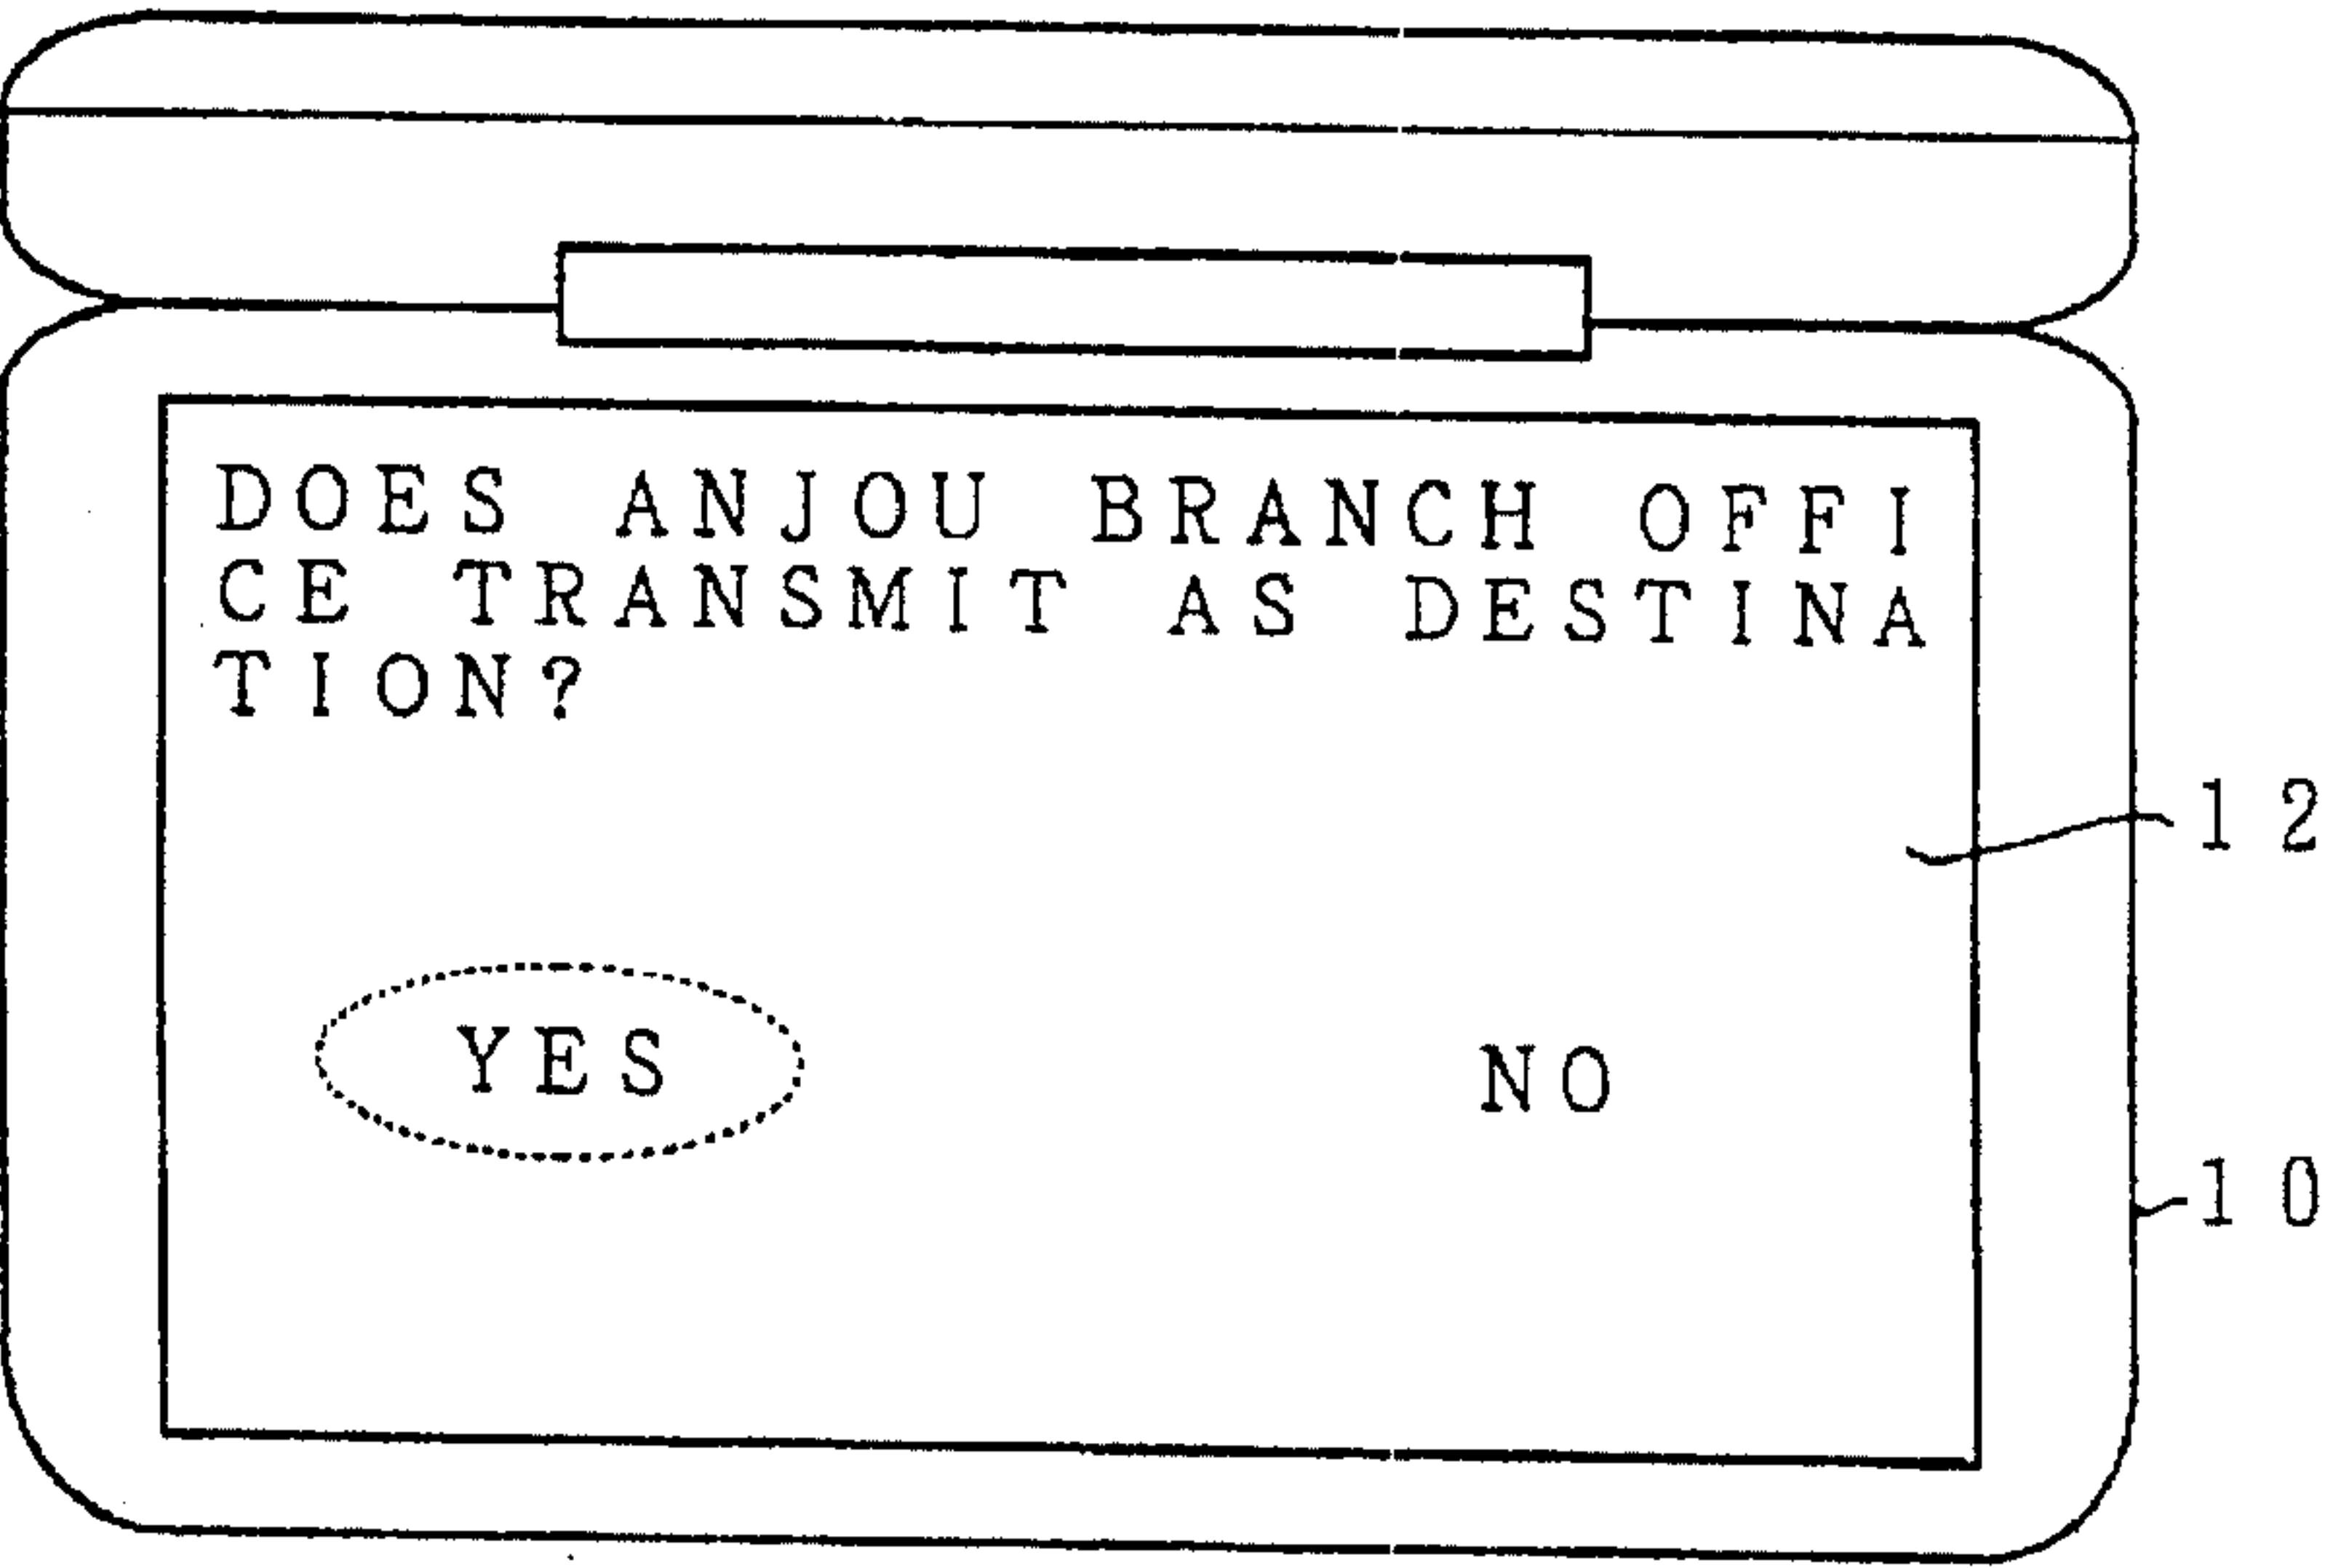 DOES ANJOU BRANCH OFFI
CE TRANSMIT AS DESTINA
TION?
12
YES NO
10